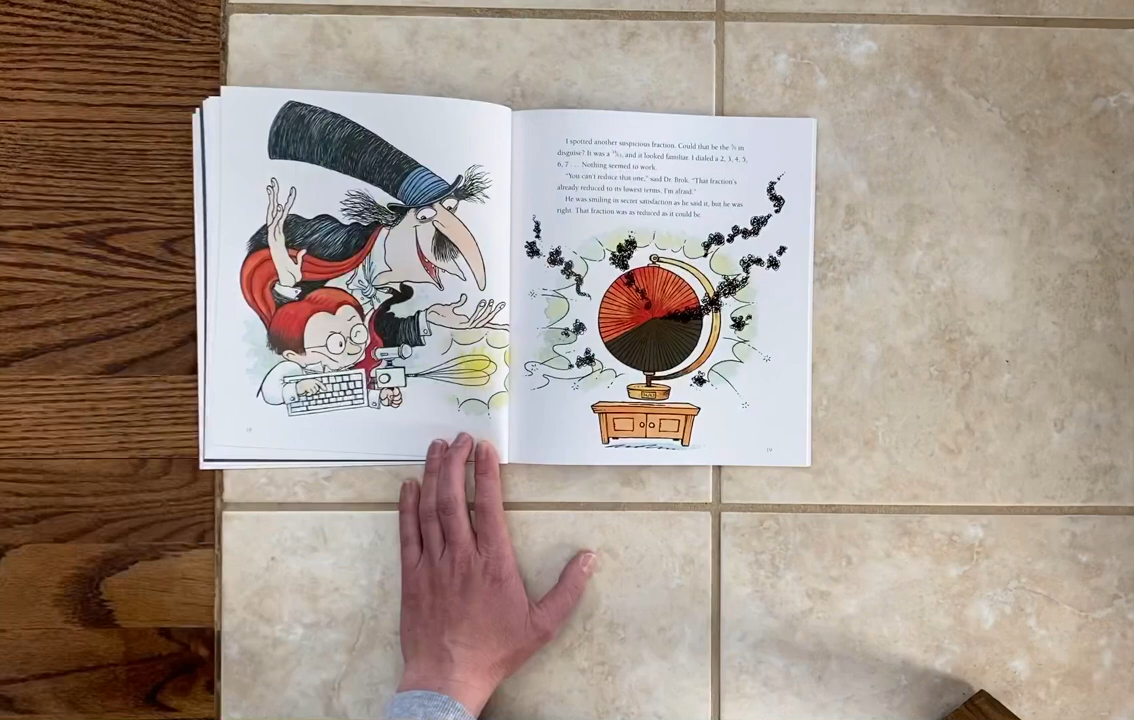 I spotted another suspicious fraction. Could that be the in
disguise? It was a and it looked familiar. I dialed a 2, 3, 4, 5,
6, 7 . . . Nothing seemed to work.
"You can't reduce that one," said Dr. Brok. "That fraction's
already reduced to its lowest terms, I'm afraid."
He was smiling in secret satisfaction as he said it, but he was
right. That fraction was as reduced as it could be.
18
19